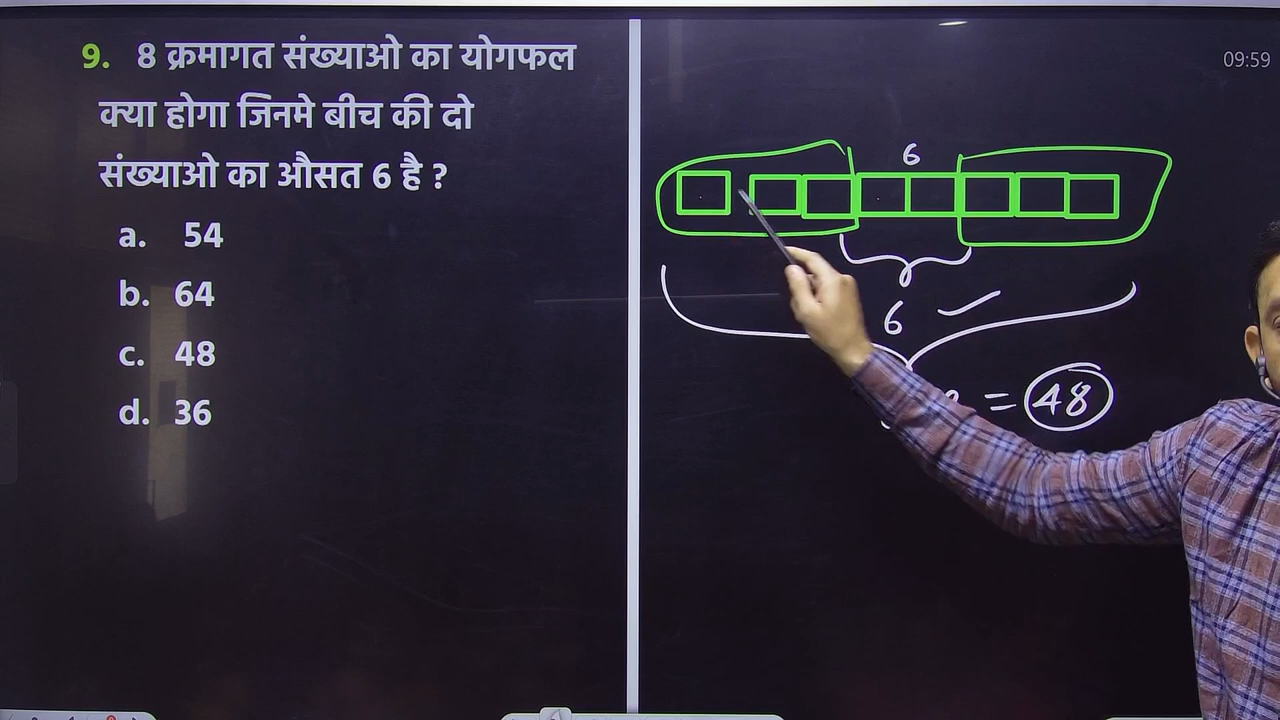 9. 8 क्रमागत संख्याओ का योगफल
क्या होगा जिनमे बीच की दो
संख्याओ का औसत 6 है ?
a. 54
b. 64
c. 48
d. 36
09:59
6
6
= 48